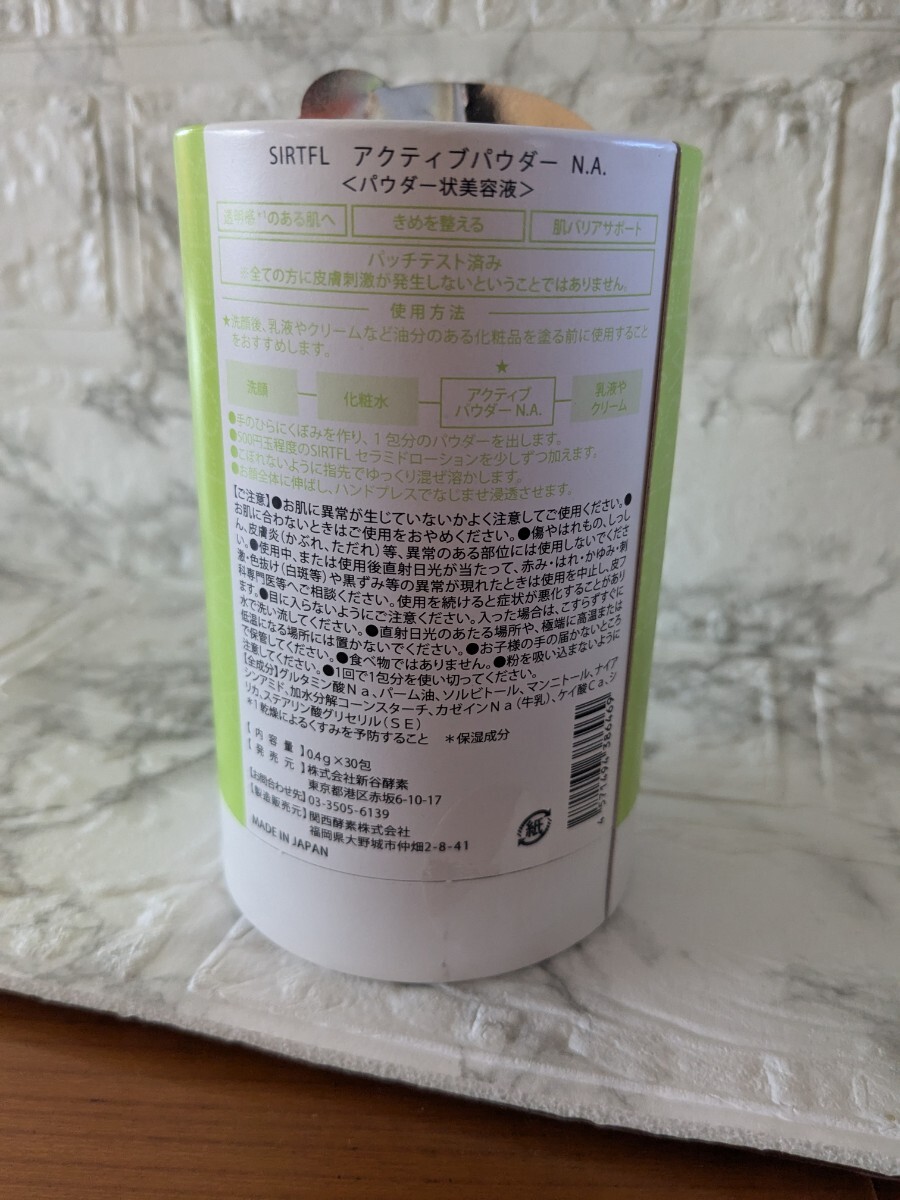 SIRTFL アクティブパウダー N.A.
<パウダー状美容液>
透明感*1のある肌へ きめを整える 肌バリアサポート
パッチテスト済み
※全ての方に皮膚刺激が発生しないということではありません。
使用方法
★洗顔後、乳液やクリームなど油分のある化粧品を塗る前に使用すること
をおすすめします。
★
洗顔 化粧水 アクティブ 乳液や
パウダー N.A. クリーム
●手のひらにくぼみを作り、1包分のパウダーを出します。
●500円玉程度のSIRTFL セラミドローションを少しずつ加えます。
●こぼれないように指先でゆっくり混ぜ溶かします。
●お顔全体に伸ばし、ハンドプレスでなじませ浸透させます。
【ご注意】●お肌に異常が生じていないかよく注意してご使用ください。●
お肌に合わないときはご使用をおやめください。●傷やはれもの、しっし
ん、皮膚炎(かぶれ、ただれ)等、異常のある部位には使用しないでくださ
い。●使用中、または使用後直射日光が当たって、赤み・はれ・かゆみ・刺
激・色抜け(白斑等)や黒ずみ等の異常が現れたときは使用を中止し、皮フ
科専門医等へご相談ください。使用を続けると症状が悪化することがあり
ます。●目に入らないようにご注意ください。入った場合は、こすらずすぐに
水で洗い流してください。●直射日光のあたる場所や、極端に高温または
低温になる場所には置かないでください。●お子様の手の届かないところ
で保管してください。●食べ物ではありません。●粉を吸い込まないように
注意してください。●1回で1包分を使い切ってください。
【全成分】グルタミン酸Na、パーム油、ソルビトール、マンニトール、ナイア
シンアミド、加水分解コーンスターチ、カゼインNa(牛乳)、ケイ酸Ca、シ
リカ、ステアリン酸グリセリル(SE)
*1 乾燥によるくすみを予防すること *保湿成分
【内容量】0.4g×30包
【発売元】株式会社新谷酵素
東京都港区赤坂6-10-17
【お問合わせ先】03-3505-6139
【製造販売元】関西酵素株式会社
福岡県大野城市仲畑2-8-41
MADE IN JAPAN
紙